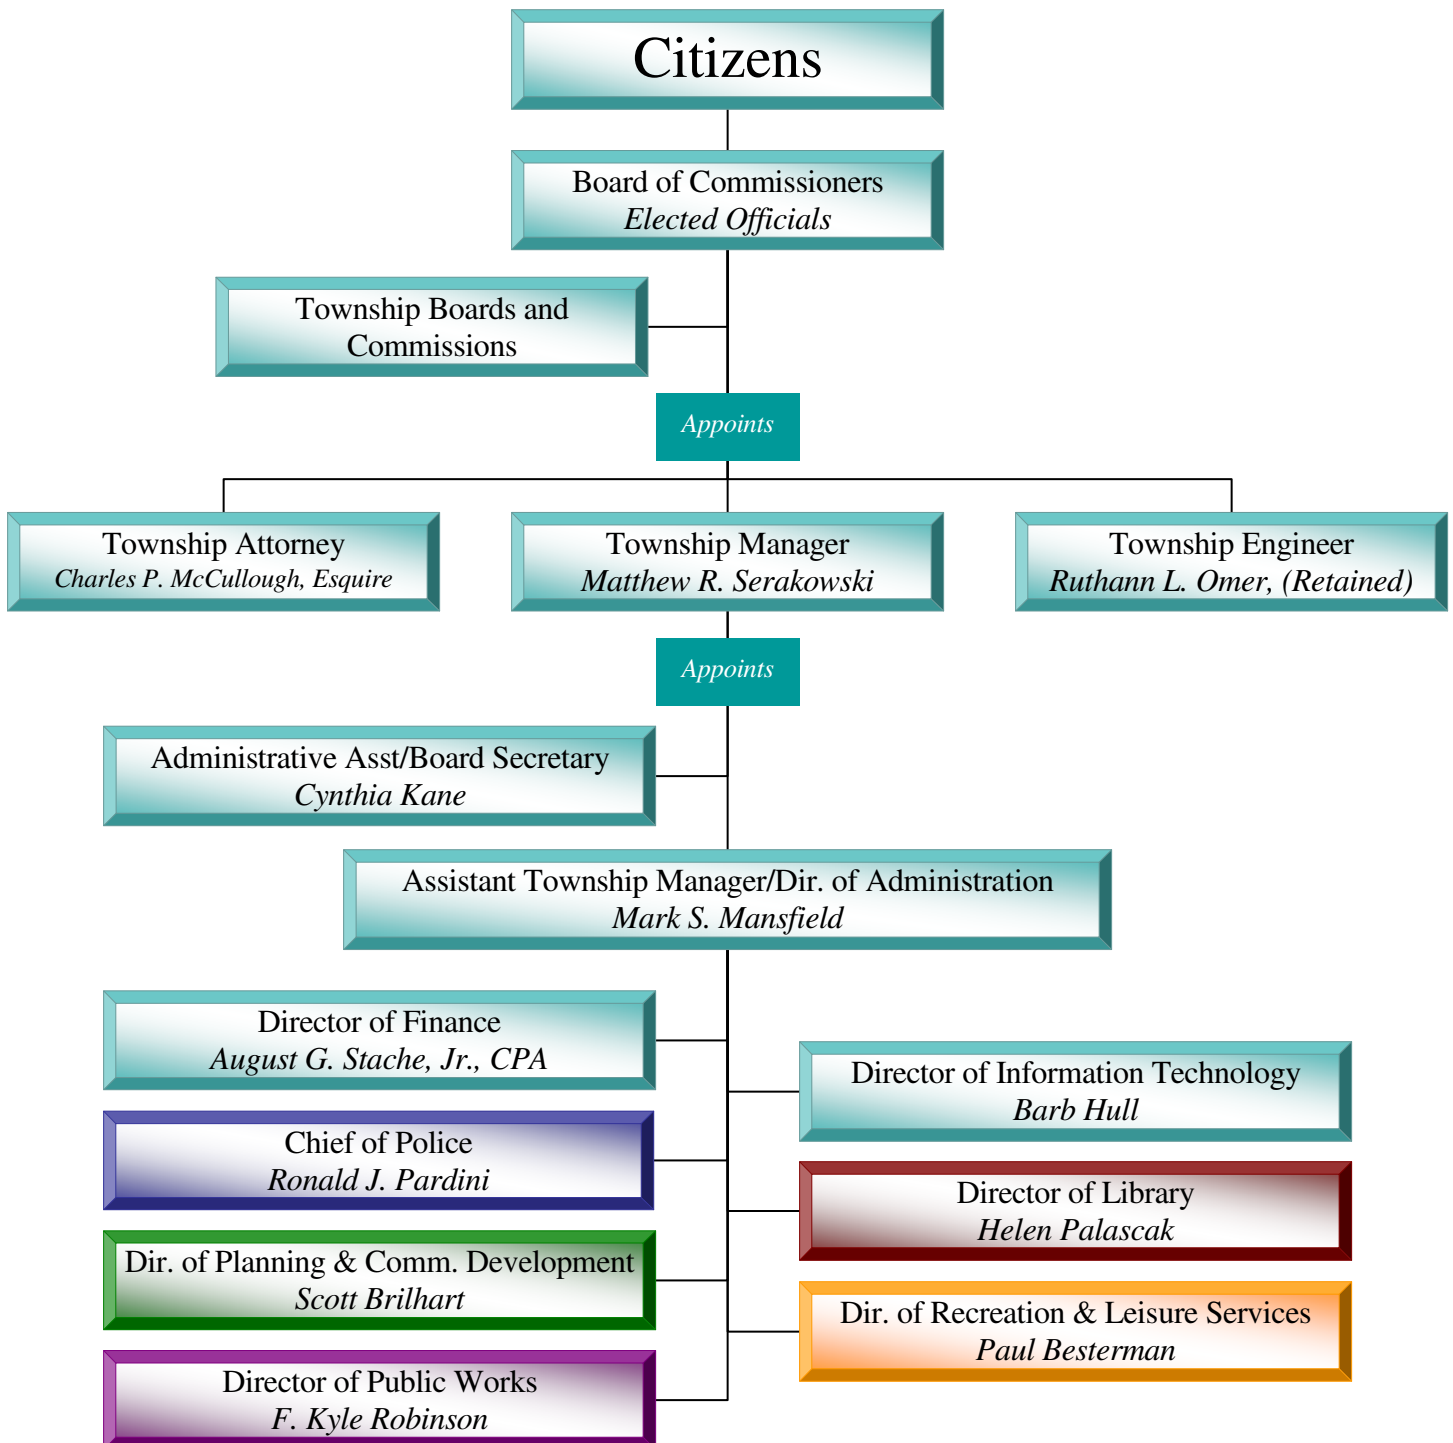 Citizens
Board of Commissioners
Elected Officials
Township Boards and
Commissions
Appoints
Township Attorney
Charles P. McCullough, Esquire
Township Manager
Matthew R. Serakowski
Township Engineer
Ruthann L. Omer, (Retained)
Appoints
Administrative Asst/Board Secretary
Cynthia Kane
Assistant Township Manager/Dir. of Administration
Mark S. Mansfield
Director of Finance
August G. Stache, Jr., CPA
Director of Information Technology
Barb Hull
Chief of Police
Ronald J. Pardini
Director of Library
Helen Palascak
Dir. of Planning & Comm. Development
Scott Brilhart
Dir. of Recreation & Leisure Services
Paul Besterman
Director of Public Works
F. Kyle Robinson